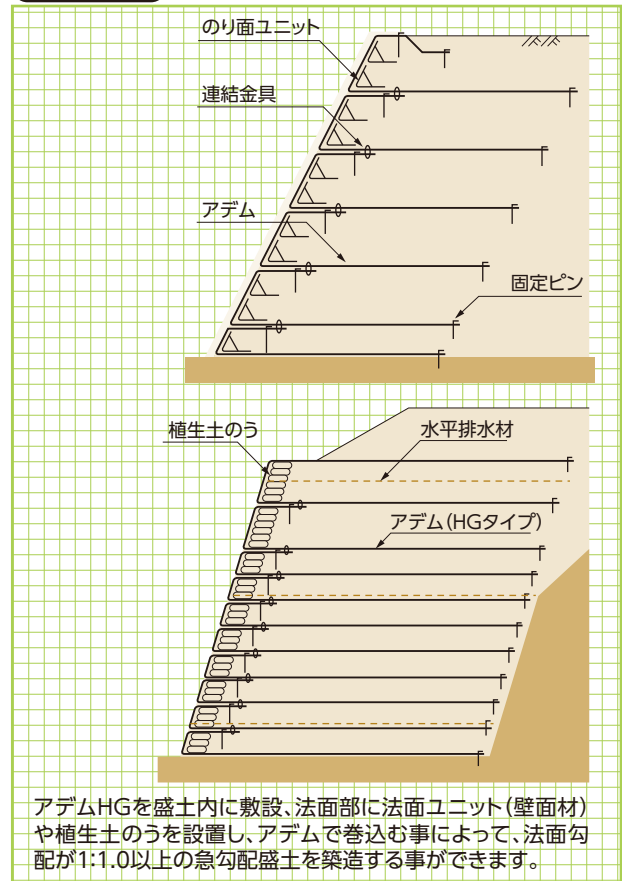 のり面ユニット
連結金具
アデム
固定ピン
植生土のう
水平排水材
アデム(HGタイプ)
アデムHGを盛土内に敷設、法面部に法面ユニット(壁面材)
や植生土のうを設置し、アデムで巻込む事によって、法面勾
配が1:1.0以上の急勾配盛土を築造する事ができます。